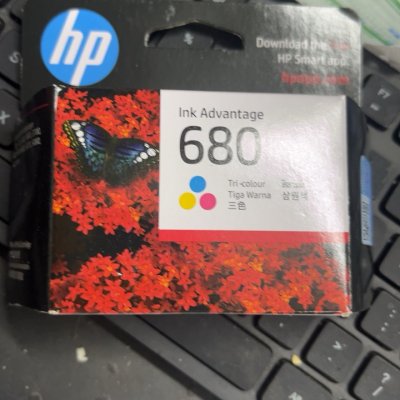 hp
Download the
HP Smart app.
Ink Advantage
680
Tri-colour
Tiga Warna 삼원색
三色